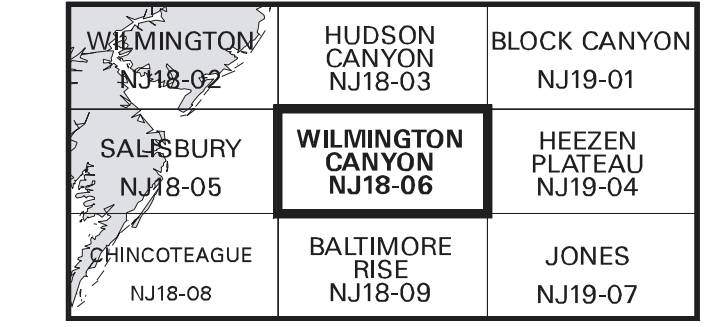 WILMINGTON
NJ18-02
HUDSON
CANYON
NJ18-03
BLOCK CANYON
NJ19-01
SALISBURY
NJ18-05
WILMINGTON
CANYON
NJ18-06
HEEZEN
PLATEAU
NJ19-04
CHINCOTEAGUE
NJ18-08
BALTIMORE
RISE
NJ18-09
JONES
NJ19-07